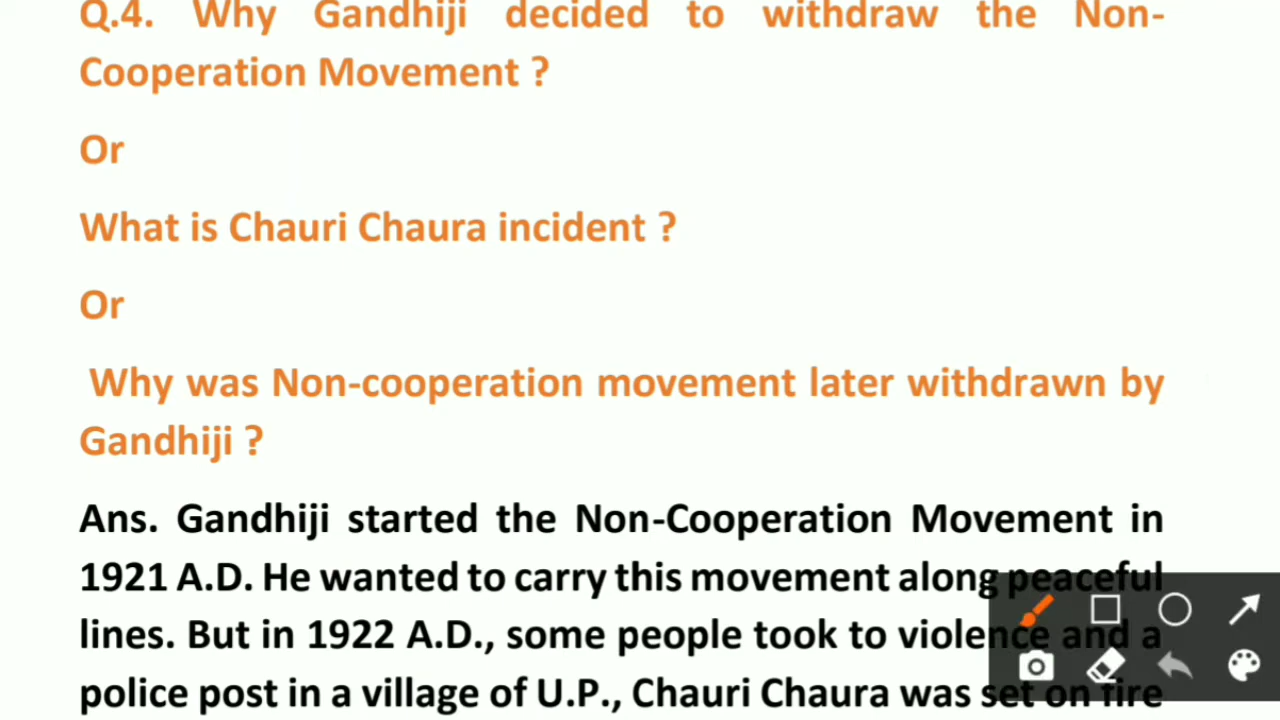 Q.4. Why Gandhiji decided to withdraw the Non-
Cooperation Movement ?
Or
What is Chauri Chaura incident ?
Or
Why was Non-cooperation movement later withdrawn by
Gandhiji ?
Ans. Gandhiji started the Non-Cooperation Movement in
1921 A.D. He wanted to carry this movement along peaceful
lines. But in 1922 A.D., some people took to violence and a
police post in a village of U.P., Chauri Chaura was set on fire